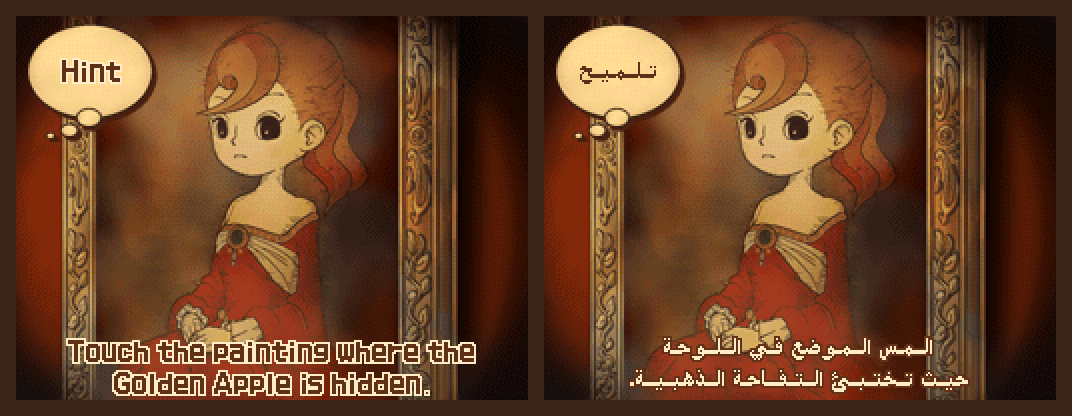 Hint
Touch the painting where the
Golden Apple is hidden.
تلميح
المس الموضع في اللوحة
حيث تختبئ التفاحة الذهبية.